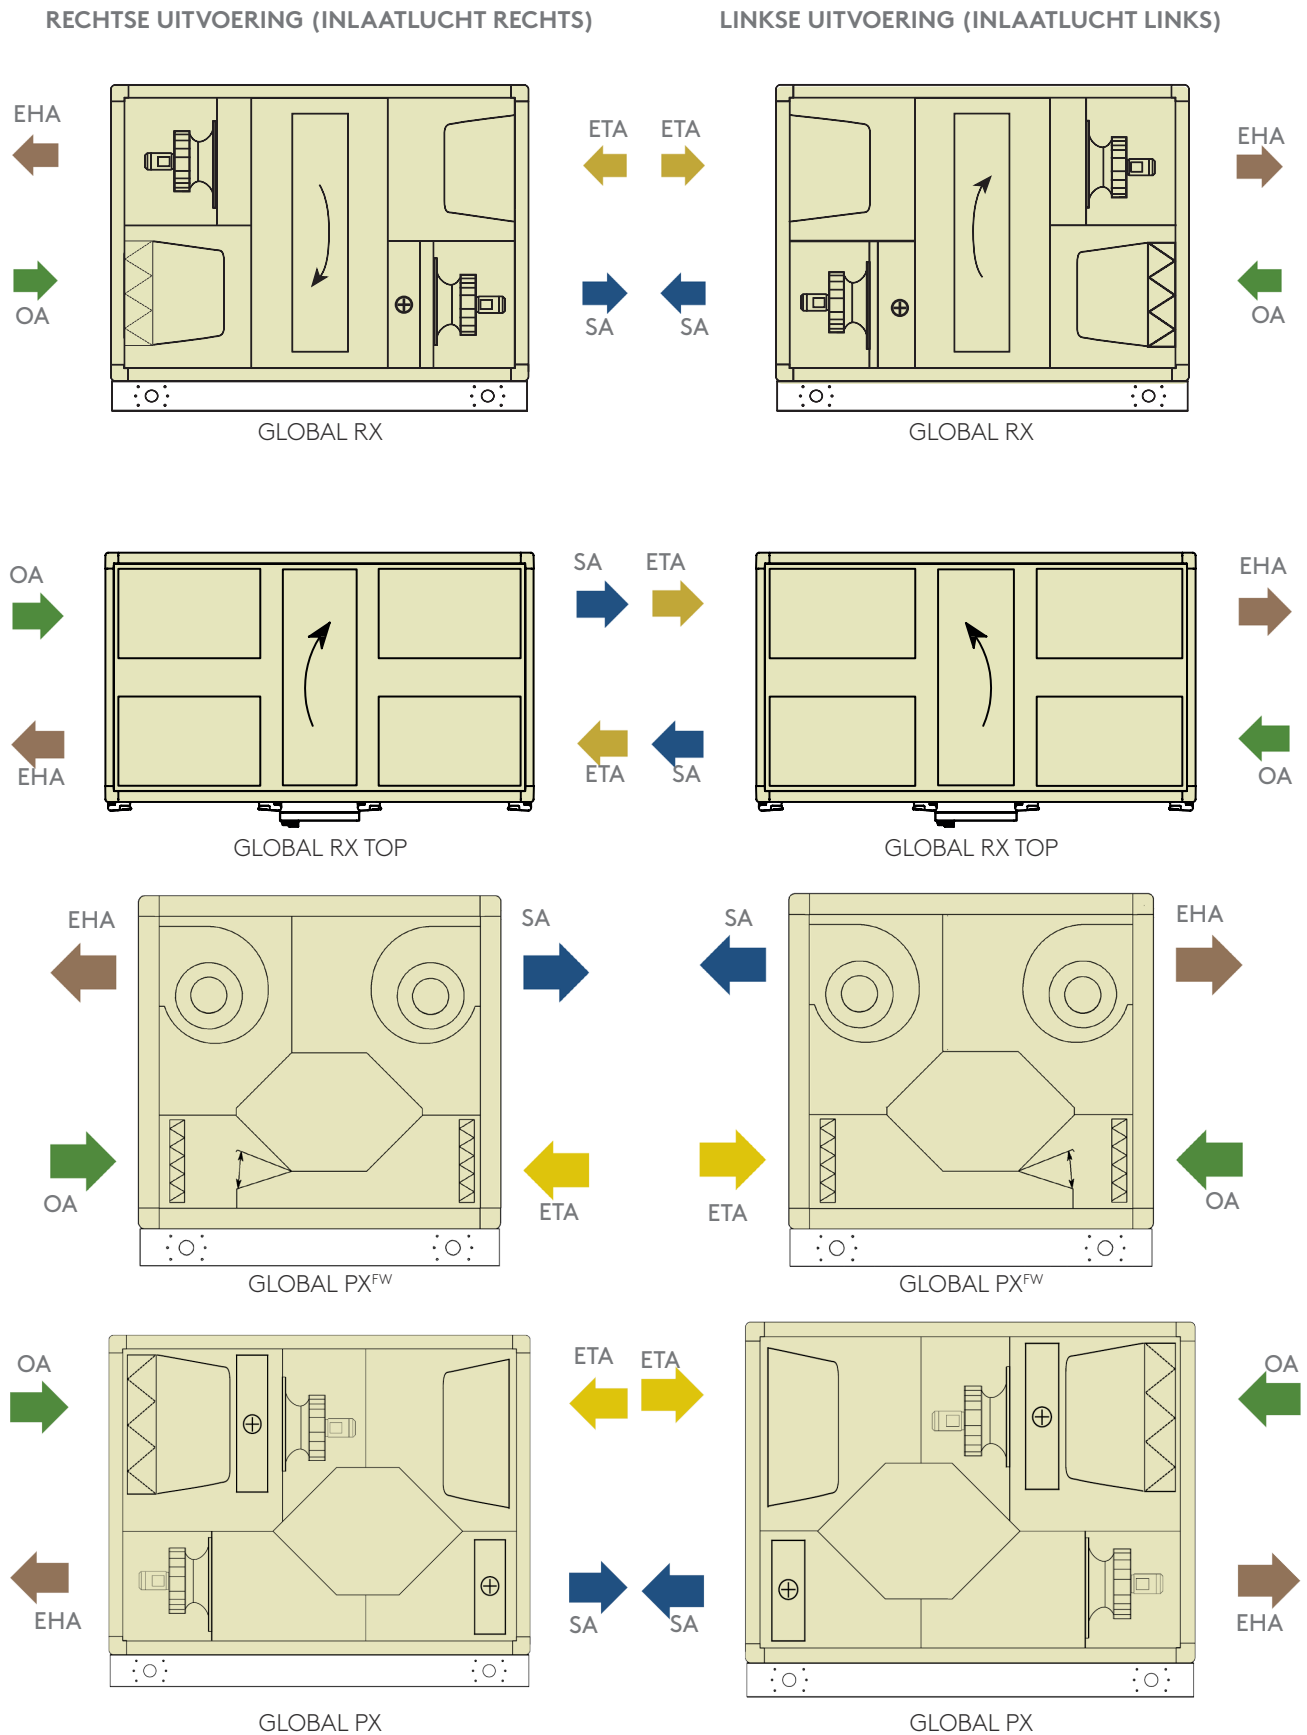 RECHTSE UITVOERING (INLAATLUCHT RECHTS)
LINKSE UITVOERING (INLAATLUCHT LINKS)
EHA
ETA
ETA
EHA
OA
SA
SA
OA
GLOBAL RX
GLOBAL RX
OA
SA
ETA
EHA
EHA
ETA
SA
OA
GLOBAL RX TOP
GLOBAL RX TOP
EHA
SA
SA
EHA
OA
ETA
ETA
OA
GLOBAL PXFW
GLOBAL PXFW
OA
ETA
ETA
OA
EHA
SA
SA
EHA
GLOBAL PX
GLOBAL PX